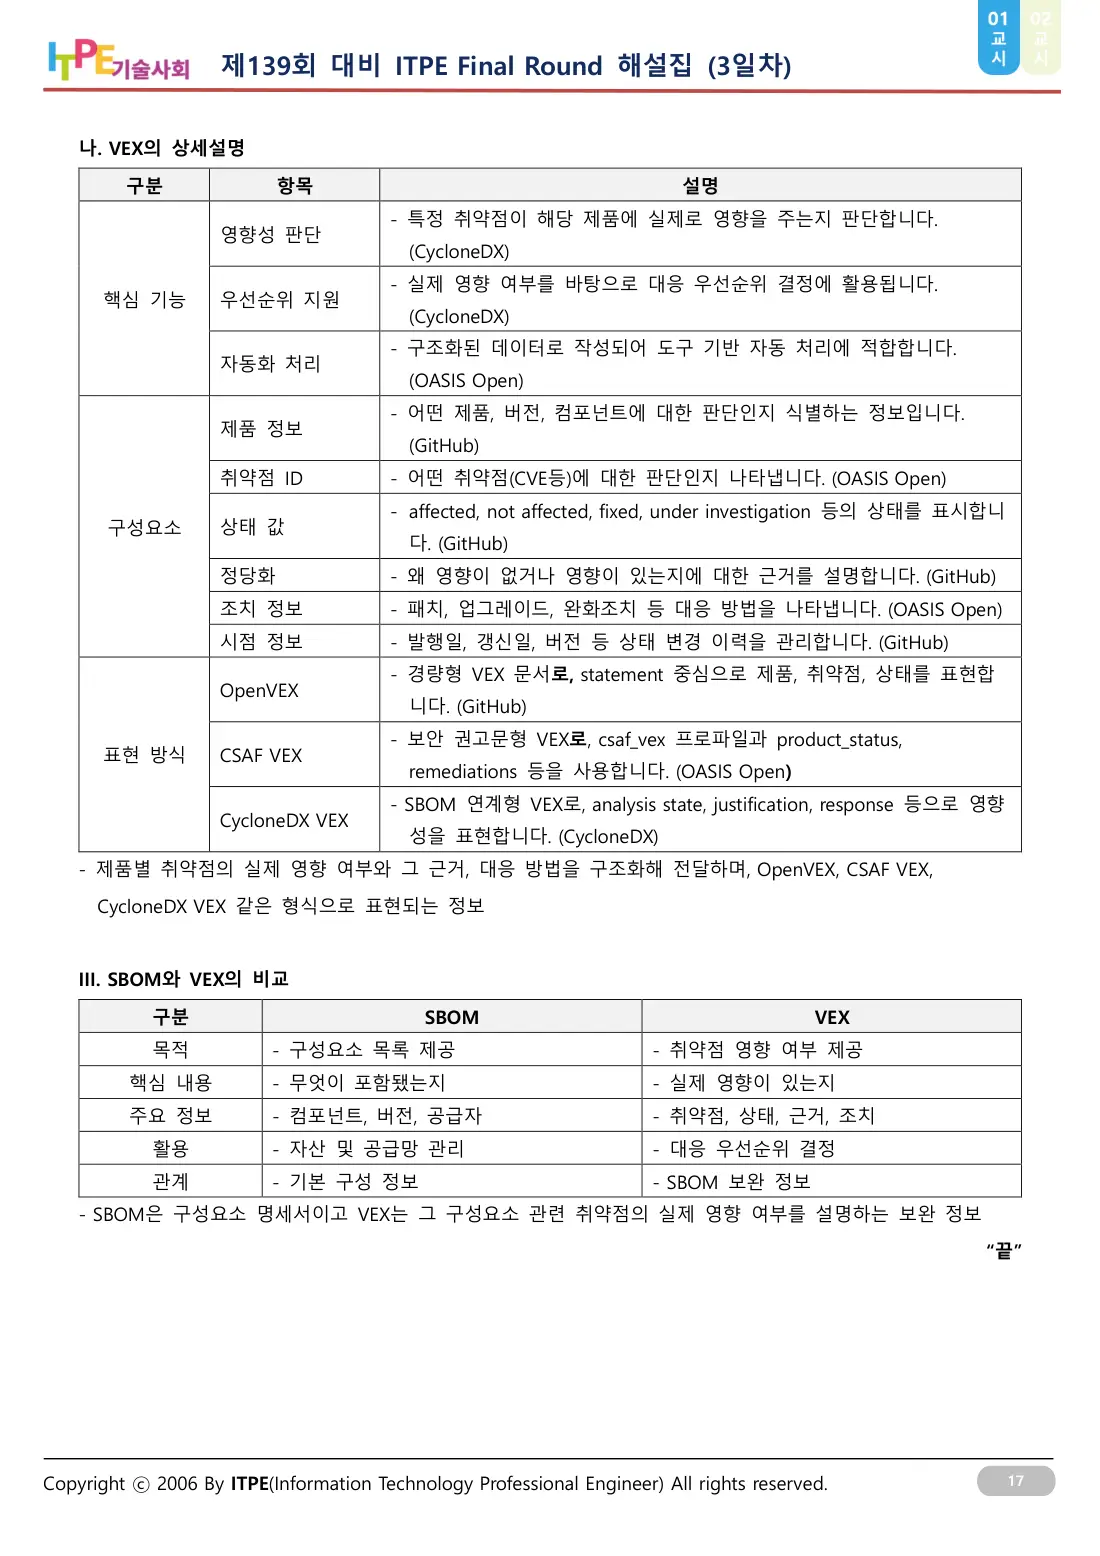 ITPE기술사회 제139회 대비 ITPE Final Round 해설집 (3일차)
01 교시
02 교시
나. VEX의 상세설명
구분 항목 설명
핵심 기능
영향성 판단
- 특정 취약점이 해당 제품에 실제로 영향을 주는지 판단합니다.
(CycloneDX)
우선순위 지원
- 실제 영향 여부를 바탕으로 대응 우선순위 결정에 활용됩니다.
(CycloneDX)
자동화 처리
- 구조화된 데이터로 작성되어 도구 기반 자동 처리에 적합합니다.
(OASIS Open)
구성요소
제품 정보
- 어떤 제품, 버전, 컴포넌트에 대한 판단인지 식별하는 정보입니다.
(GitHub)
취약점 ID - 어떤 취약점(CVE등)에 대한 판단인지 나타냅니다. (OASIS Open)
상태 값
- affected, not affected, fixed, under investigation 등의 상태를 표시합니
다. (GitHub)
정당화 - 왜 영향이 없거나 영향이 있는지에 대한 근거를 설명합니다. (GitHub)
조치 정보 - 패치, 업그레이드, 완화조치 등 대응 방법을 나타냅니다. (OASIS Open)
시점 정보 - 발행일, 갱신일, 버전 등 상태 변경 이력을 관리합니다. (GitHub)
표현 방식
OpenVEX
- 경량형 VEX 문서로, statement 중심으로 제품, 취약점, 상태를 표현합
니다. (GitHub)
CSAF VEX
- 보안 권고문형 VEX로, csaf_vex 프로파일과 product_status,
remediations 등을 사용합니다. (OASIS Open)
CycloneDX VEX
- SBOM 연계형 VEX로, analysis state, justification, response 등으로 영향
성을 표현합니다. (CycloneDX)
- 제품별 취약점의 실제 영향 여부와 그 근거, 대응 방법을 구조화해 전달하며, OpenVEX, CSAF VEX,
CycloneDX VEX 같은 형식으로 표현되는 정보
III. SBOM와 VEX의 비교
구분 SBOM VEX
목적 - 구성요소 목록 제공 - 취약점 영향 여부 제공
핵심 내용 - 무엇이 포함됐는지 - 실제 영향이 있는지
주요 정보 - 컴포넌트, 버전, 공급자 - 취약점, 상태, 근거, 조치
활용 - 자산 및 공급망 관리 - 대응 우선순위 결정
관계 - 기본 구성 정보 - SBOM 보완 정보
- SBOM은 구성요소 명세서이고 VEX는 그 구성요소 관련 취약점의 실제 영향 여부를 설명하는 보완 정보
“끝”
Copyright ⓒ 2006 By ITPE(Information Technology Professional Engineer) All rights reserved.
17